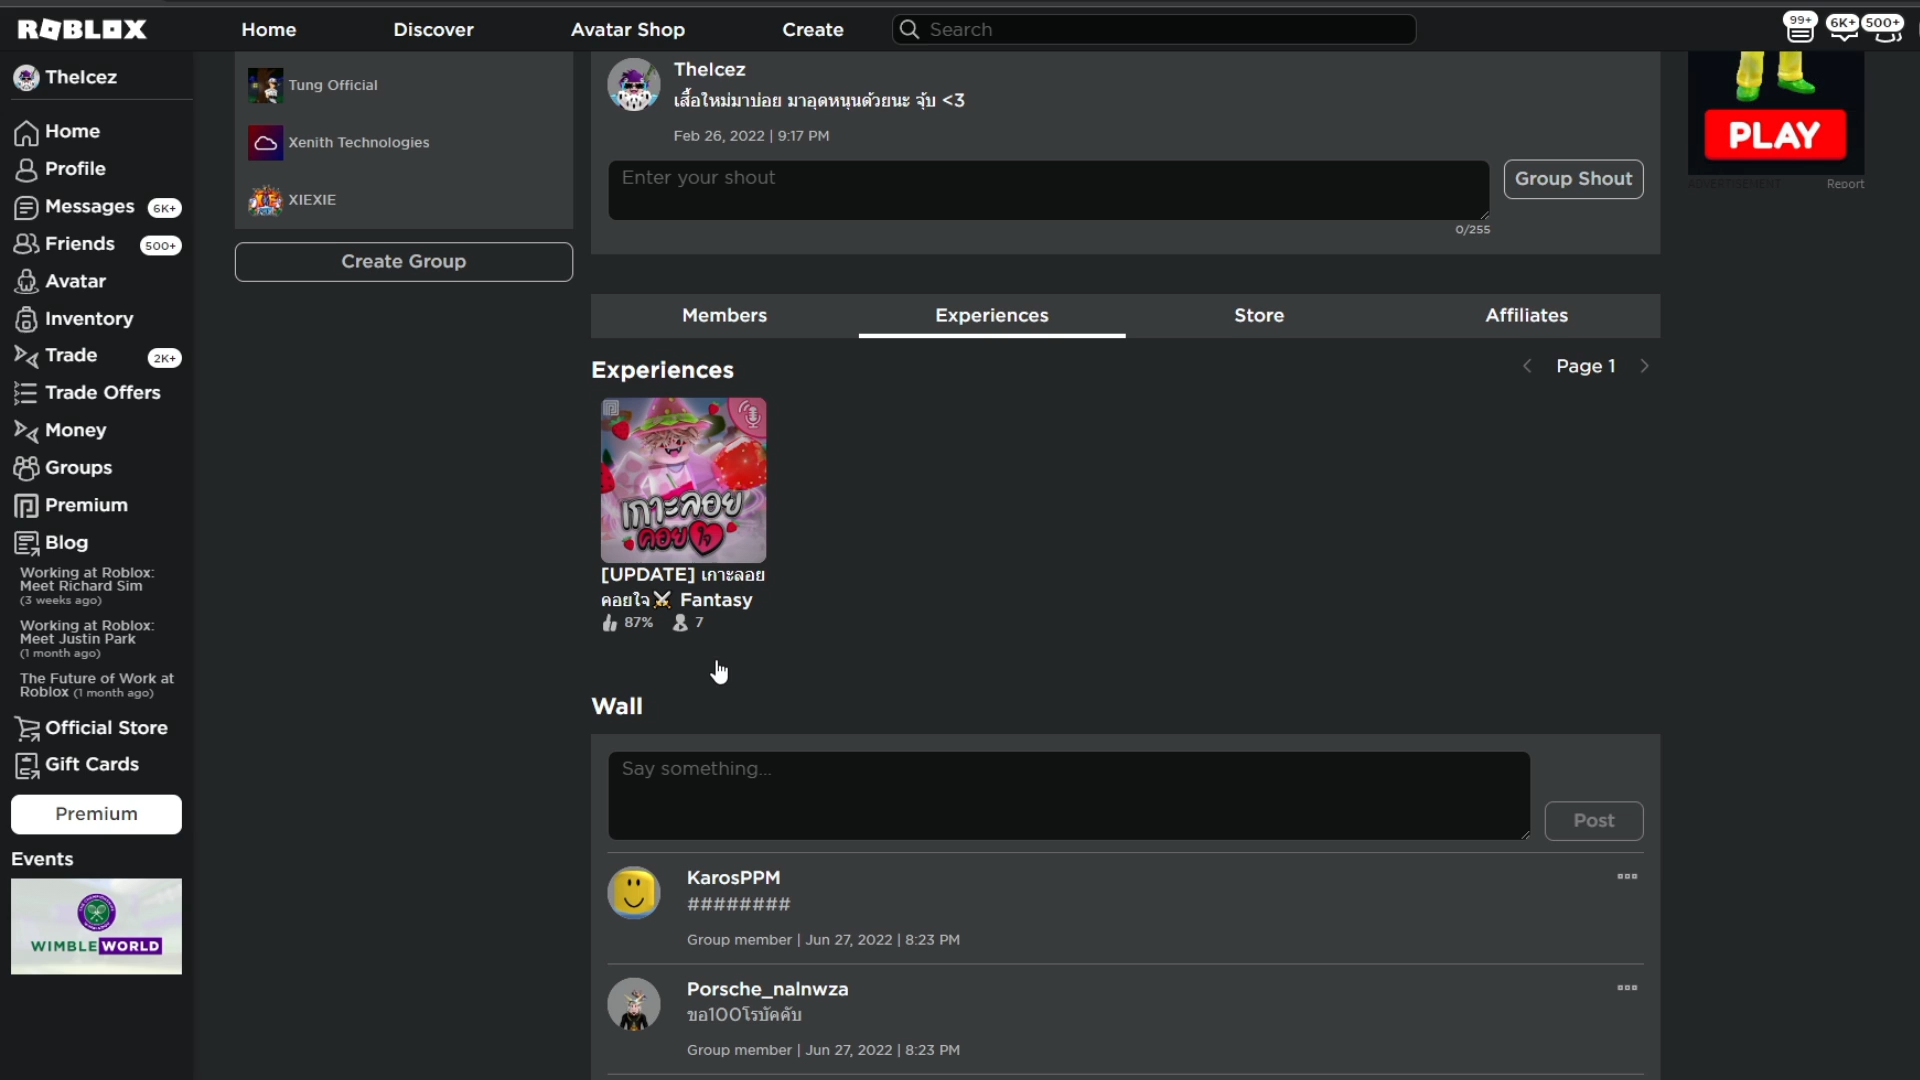 ROBLOX
Home
Discover
Avatar Shop
Create
Search
99+
6K+
500+
TheIcez
Home
Profile
Messages
6K+
Friends
500+
Avatar
Inventory
Trade
2K+
Trade Offers
Money
Groups
Premium
Blog
Working at Roblox:
Meet Richard Sim
(3 weeks ago)
Working at Roblox:
Meet Justin Park
(1 month ago)
The Future of Work at
Roblox (1 month ago)
Official Store
Gift Cards
Premium
Events
WIMBLEWORLD
Tung Official
Xenith Technologies
XIEXIE
Create Group
TheIcez
เสื้อใหม่มาบ่อย มาอุดหนุนด้วยนะ จุ้บ <3
Feb 26, 2022 | 9:17 PM
Enter your shout
Group Shout
0/255
Members
Experiences
Store
Affiliates
Experiences
Page 1
เกาะลอย
คอยใจ
[UPDATE] เกาะลอย
คอยใจ⚔️ Fantasy
87%
7
Wall
Say something...
Post
KarosPPM
########
Group member | Jun 27, 2022 | 8:23 PM
Porsche_nalnwza
ขอ100โรบัคคับ
Group member | Jun 27, 2022 | 8:23 PM
PLAY
ADVERTISEMENT
Report